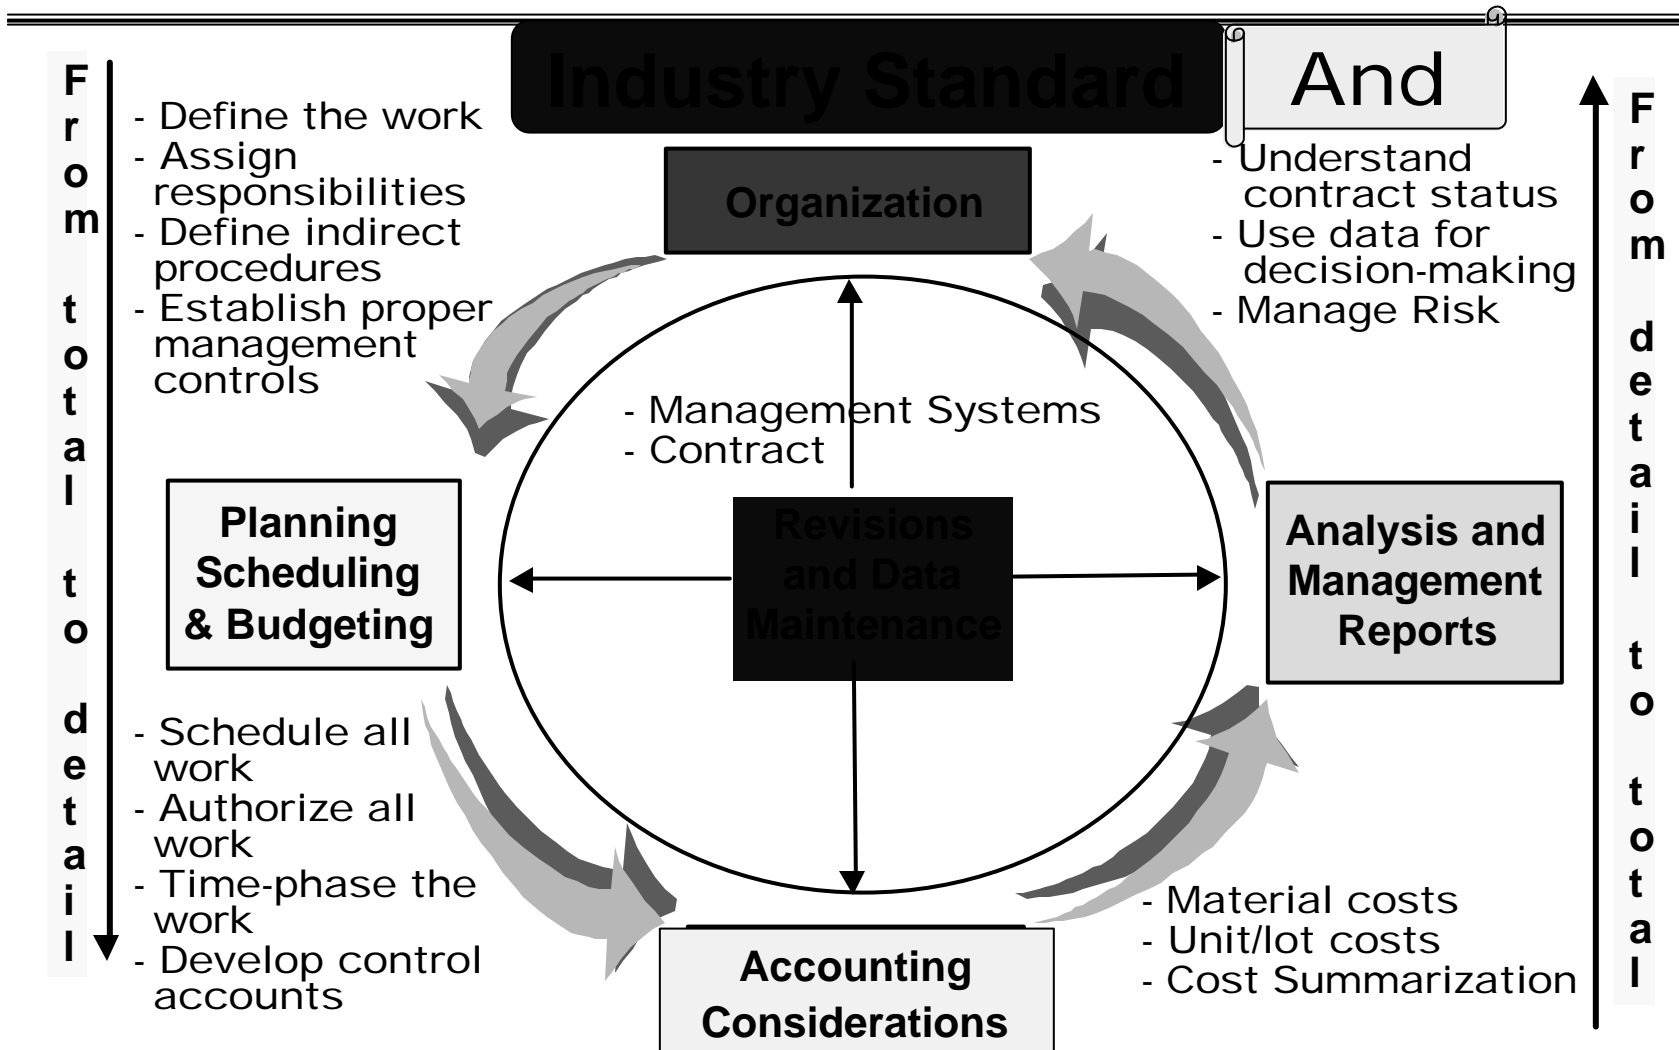 Industry Standard And
From total to detail
- Define the work
- Assign
responsibilities
- Define indirect
procedures
- Establish proper
management
controls
Organization
- Understand
contract status
- Use data for
decision-making
- Manage Risk
From detail to total
- Management Systems
- Contract
Planning
Scheduling
& Budgeting
Revisions
and Data
Maintenance
Analysis and
Management
Reports
- Schedule all
work
- Authorize all
work
- Time-phase the
work
- Develop control
accounts
Accounting
Considerations
- Material costs
- Unit/lot costs
- Cost Summarization